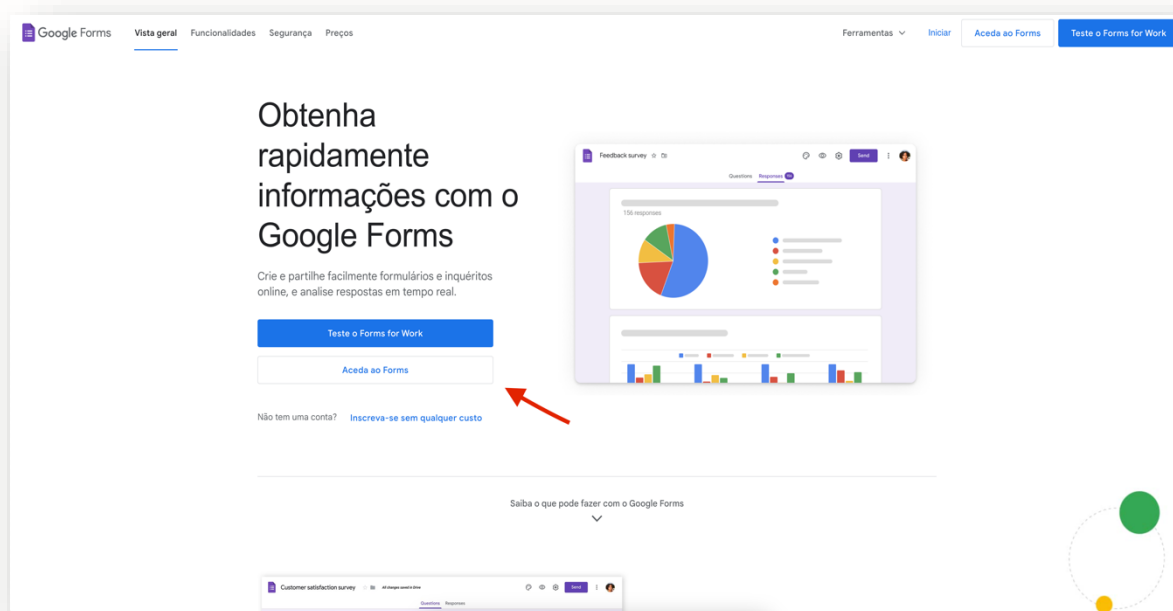 Google Forms
Vista geral Funcionalidades Segurança Preços
Ferramentas Iniciar Aceda ao Forms Teste o Forms for Work
Obtenha
rapidamente
informações com o
Google Forms
Crie e partilhe facilmente formulários e inquéritos
online, e analise respostas em tempo real.
Teste o Forms for Work
Aceda ao Forms
Não tem uma conta? Inscreva-se sem qualquer custo
Feedback survey Send
Questions Responses
156 responses
Saiba o que pode fazer com o Google Forms
Customer satisfaction survey All changes saved in Drive Send
Questions Responses